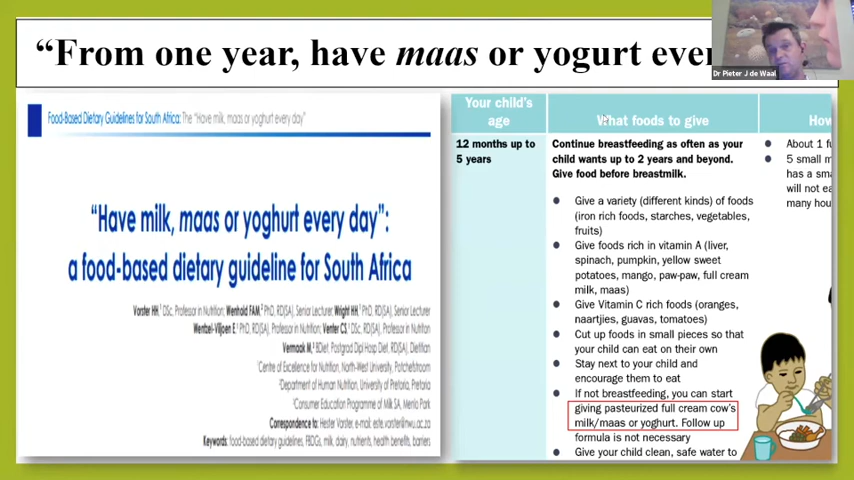 “From one year, have maas or yogurt ever
Dr Pieter J de Waal
Food-Based Dietary Guidelines for South Africa: The “Have milk, maas or yoghurt every day”
“Have milk, maas or yoghurt every day”:
a food-based dietary guideline for South Africa
Vorster HH, DSc, Professor in Nutrition; Wenhold FAM, PhD, RD(SA), Senior Lecturer; Wright HH, PhD, RD(SA), Senior Lecturer
Wentzel-Viljoen E, PhD, RD(SA), Professor in Nutrition; Venter CS, DSc, RD(SA), Professor in Nutrition
Vermaak M, BDiet, Postgrad Dipl Hosp Diet, RD(SA), Dietitian
Centre of Excellence for Nutrition, North-West University, Potchefstroom
Department of Human Nutrition, University of Pretoria, Pretoria
Consumer Education Programme of Milk SA, Menlo Park
Correspondence to: Hester Vorster, e-mail: este.vorster@nwu.ac.za
Keywords: food-based dietary guidelines, FBDGs, milk, dairy, nutrients, health benefits, barriers
Your child's
age
What foods to give
How
12 months up to
5 years
Continue breastfeeding as often as your
child wants up to 2 years and beyond.
Give food before breastmilk.
● Give a variety (different kinds) of foods
(iron rich foods, starches, vegetables,
fruits)
● Give foods rich in vitamin A (liver,
spinach, pumpkin, yellow sweet
potatoes, mango, paw-paw, full cream
milk, maas)
● Give Vitamin C rich foods (oranges,
naartjies, guavas, tomatoes)
● Cut up foods in small pieces so that
your child can eat on their own
● Stay next to your child and
encourage them to eat
● If not breastfeeding, you can start
giving pasteurized full cream cow's
milk/maas or yoghurt. Follow up
formula is not necessary
● Give your child clean, safe water to
● About 1 fu
● 5 small m
has a sma
will not ea
many hou